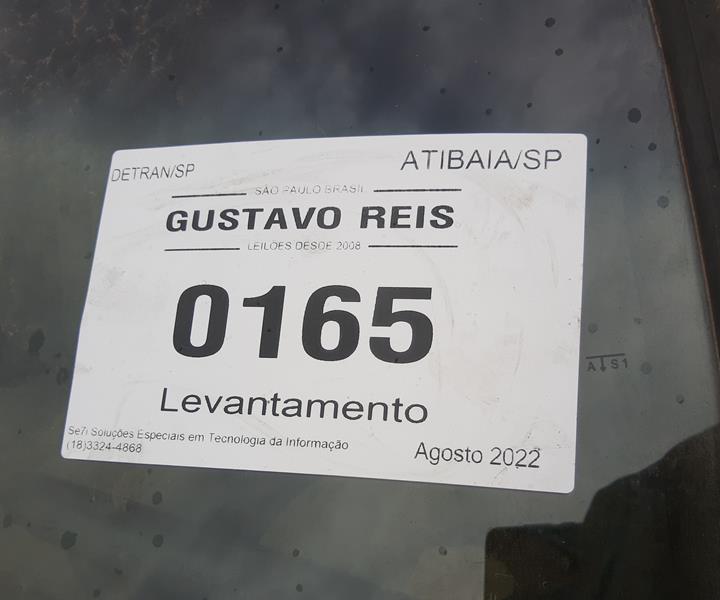 DETRAN/SP
ATIBAIA/SP
SÃO PAULO BRASIL
GUSTAVO REIS
LEILÕES DESDE 2008
0165
Levantamento
Se7i Soluções Especiais em Tecnologia da Informação
(18)3324-4868
Agosto 2022
AS1